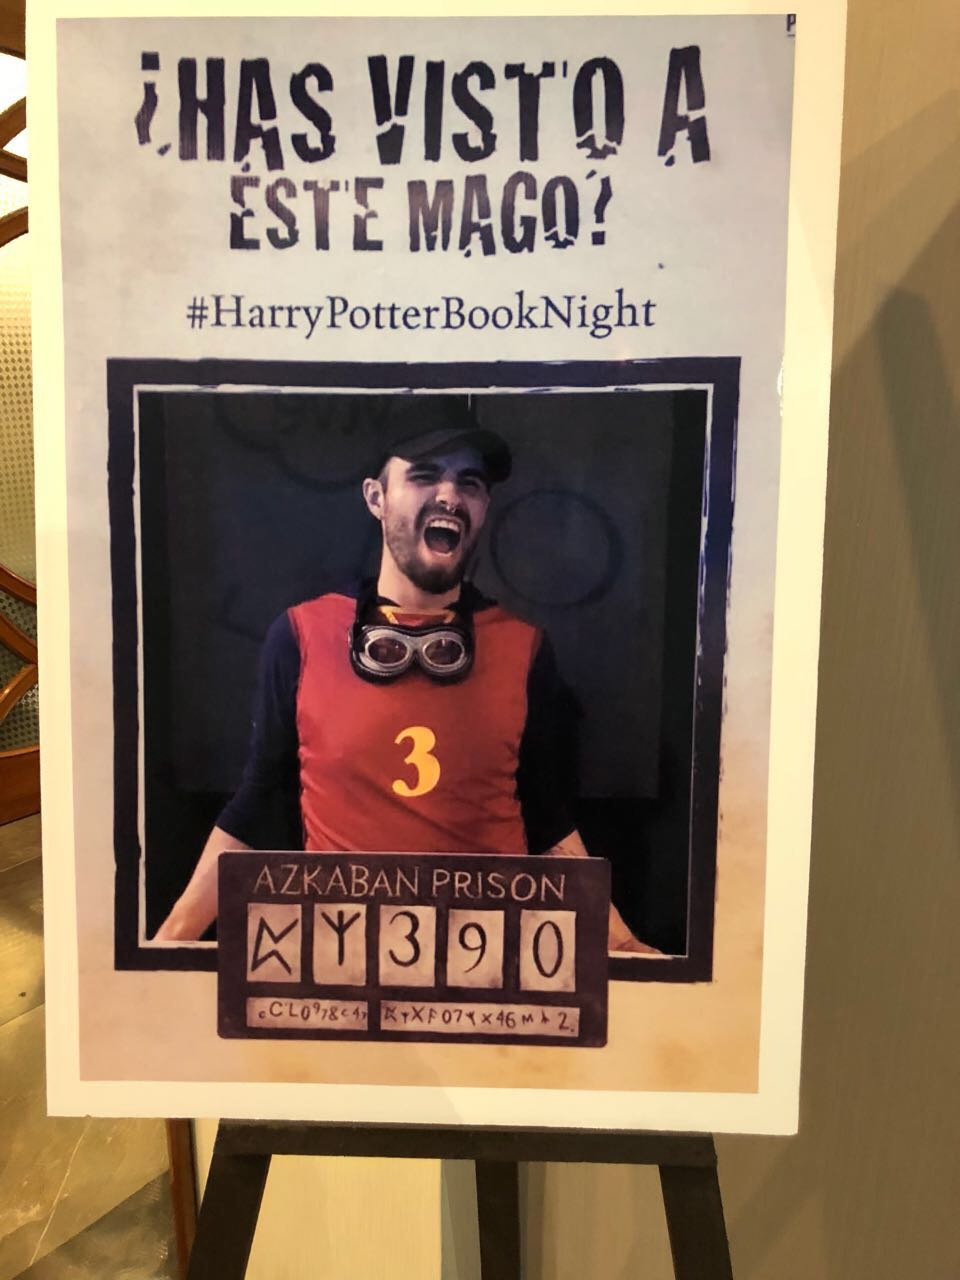 ¿HAS VISTO A
ESTE MAGO?
#HarryPotterBookNight
3
AZKABAN PRISON
390